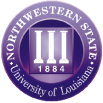 NORTHWESTERN STATE
III
1884
University of Louisiana